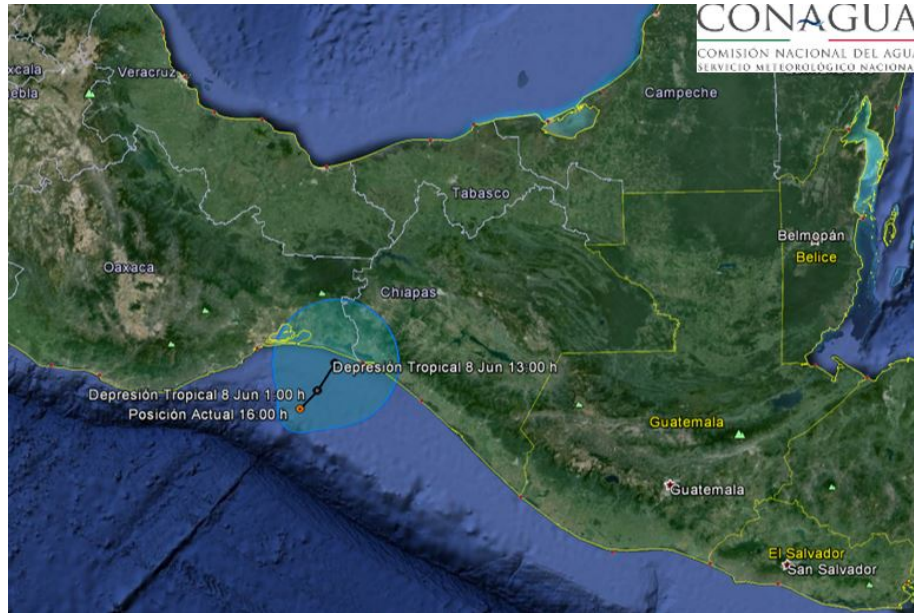 CONAGUA
COMISIÓN NACIONAL DEL AGUA
SERVICIO METEOROLÓGICO NACIONAL
Veracruz
Campeche
Tabasco
Belmopán
Belice
Oaxaca
Chiapas
Depresión Tropical 8 Jun 13:00 h
Depresión Tropical 8 Jun 1:00 h
Posición Actual 16:00 h
Guatemala
Guatemala
El Salvador
San Salvador